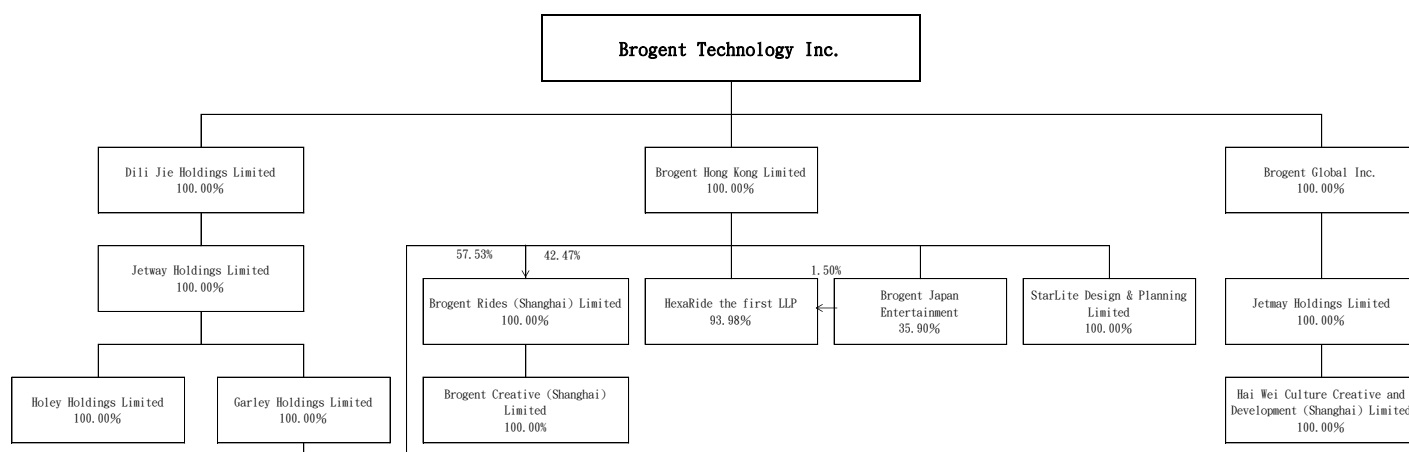 Brogent Technology Inc.
Dili Jie Holdings Limited
100.00%
Brogent Hong Kong Limited
100.00%
Brogent Global Inc.
100.00%
Jetway Holdings Limited
100.00%
57.53%
42.47%
1.50%
Brogent Rides (Shanghai) Limited
100.00%
HexaRide the first LLP
93.98%
Brogent Japan
Entertainment
35.90%
StarLite Design & Planning
Limited
100.00%
Jetmay Holdings Limited
100.00%
Holey Holdings Limited
100.00%
Garley Holdings Limited
100.00%
Brogent Creative (Shanghai)
Limited
100.00%
Hai Wei Culture Creative and
Development (Shanghai) Limited
100.00%